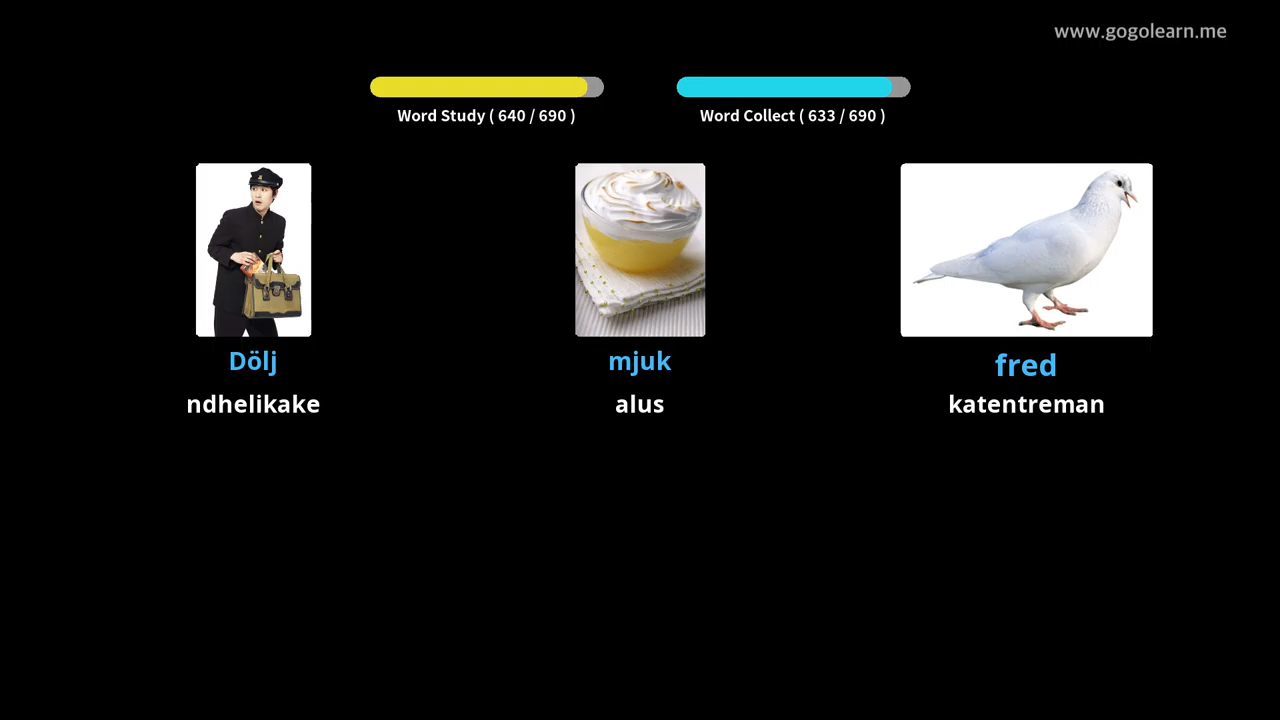 www.gogolearn.me
Word Study ( 640 / 690 )
Word Collect ( 633 / 690 )
Dölj
mjuk
fred
ndhelikake
alus
katentreman